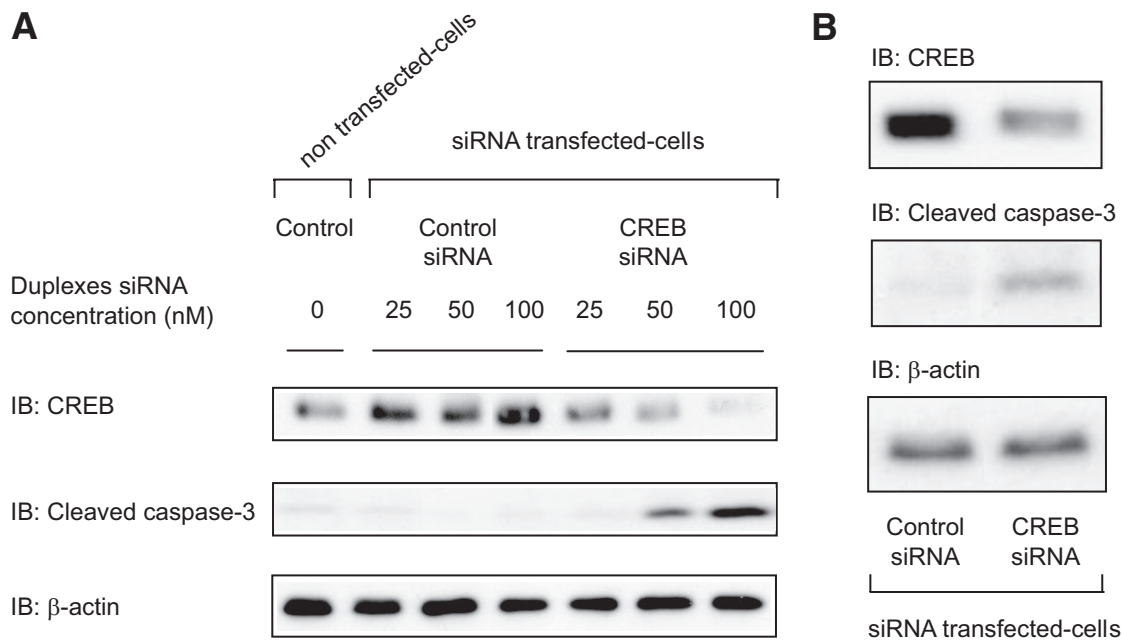 A
non transfected-cells
siRNA transfected-cells
Control
Control
siRNA
CREB
siRNA
Duplexes siRNA
concentration (nM)
0 25 50 100 25 50 100
IB: CREB
IB: Cleaved caspase-3
IB: β-actin
B
IB: CREB
IB: Cleaved caspase-3
IB: β-actin
Control
siRNA
CREB
siRNA
siRNA transfected-cells